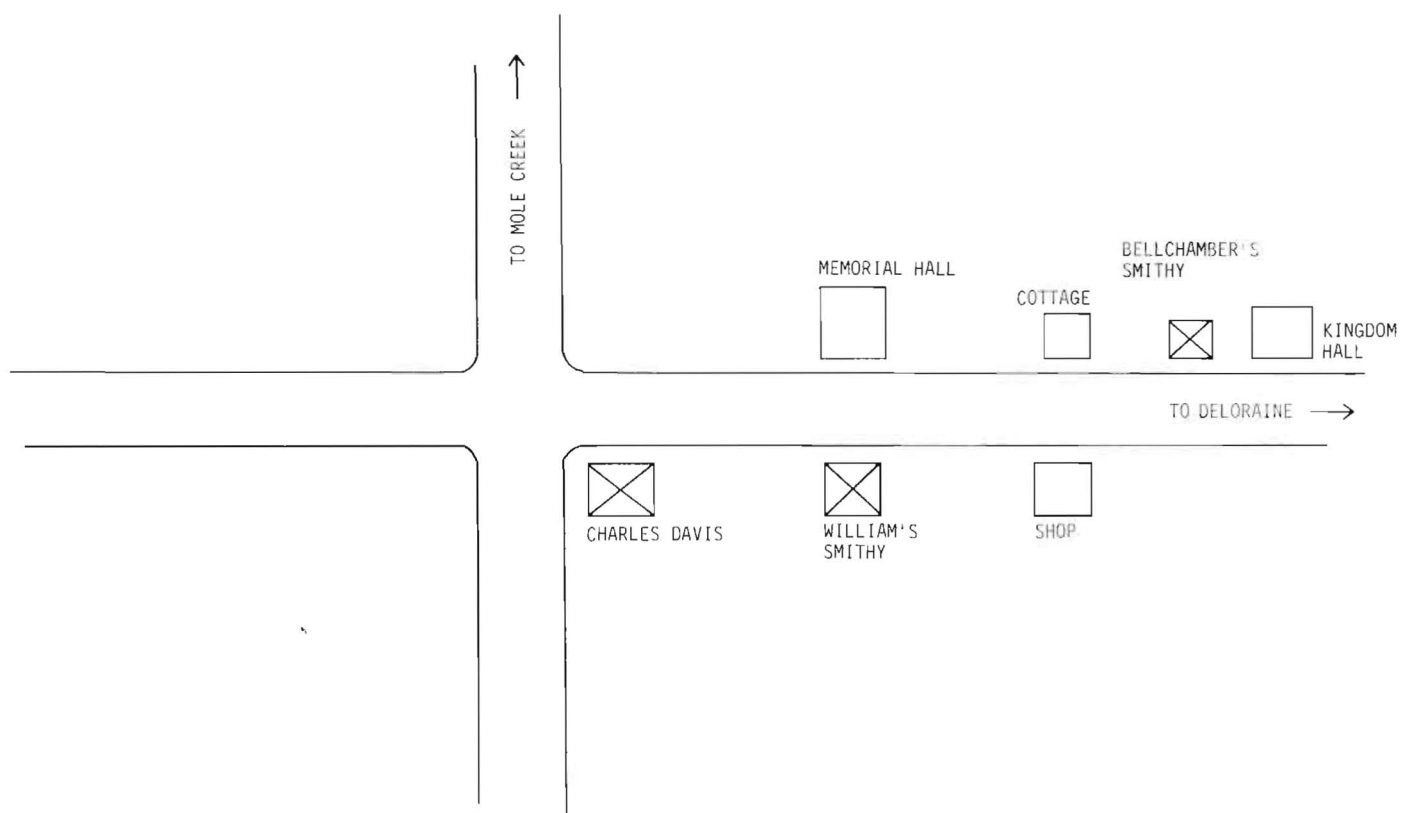 TO MOLE CREEK
MEMORIAL HALL
COTTAGE
BELLCHAMBER'S
SMITHY
KINGDOM
HALL
TO DELORAINE
CHARLES DAVIS
WILLIAM'S
SMITHY
SHOP